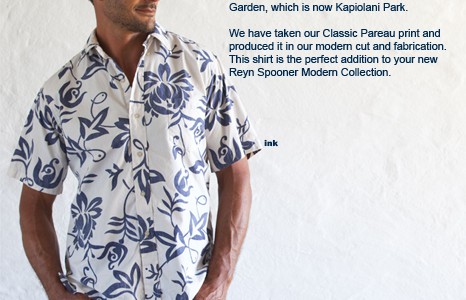 Garden, which is now Kapiolani Park.
We have taken our Classic Pareau print and
produced it in our modern cut and fabrication.
This shirt is the perfect addition to your new
Reyn Spooner Modern Collection.
ink